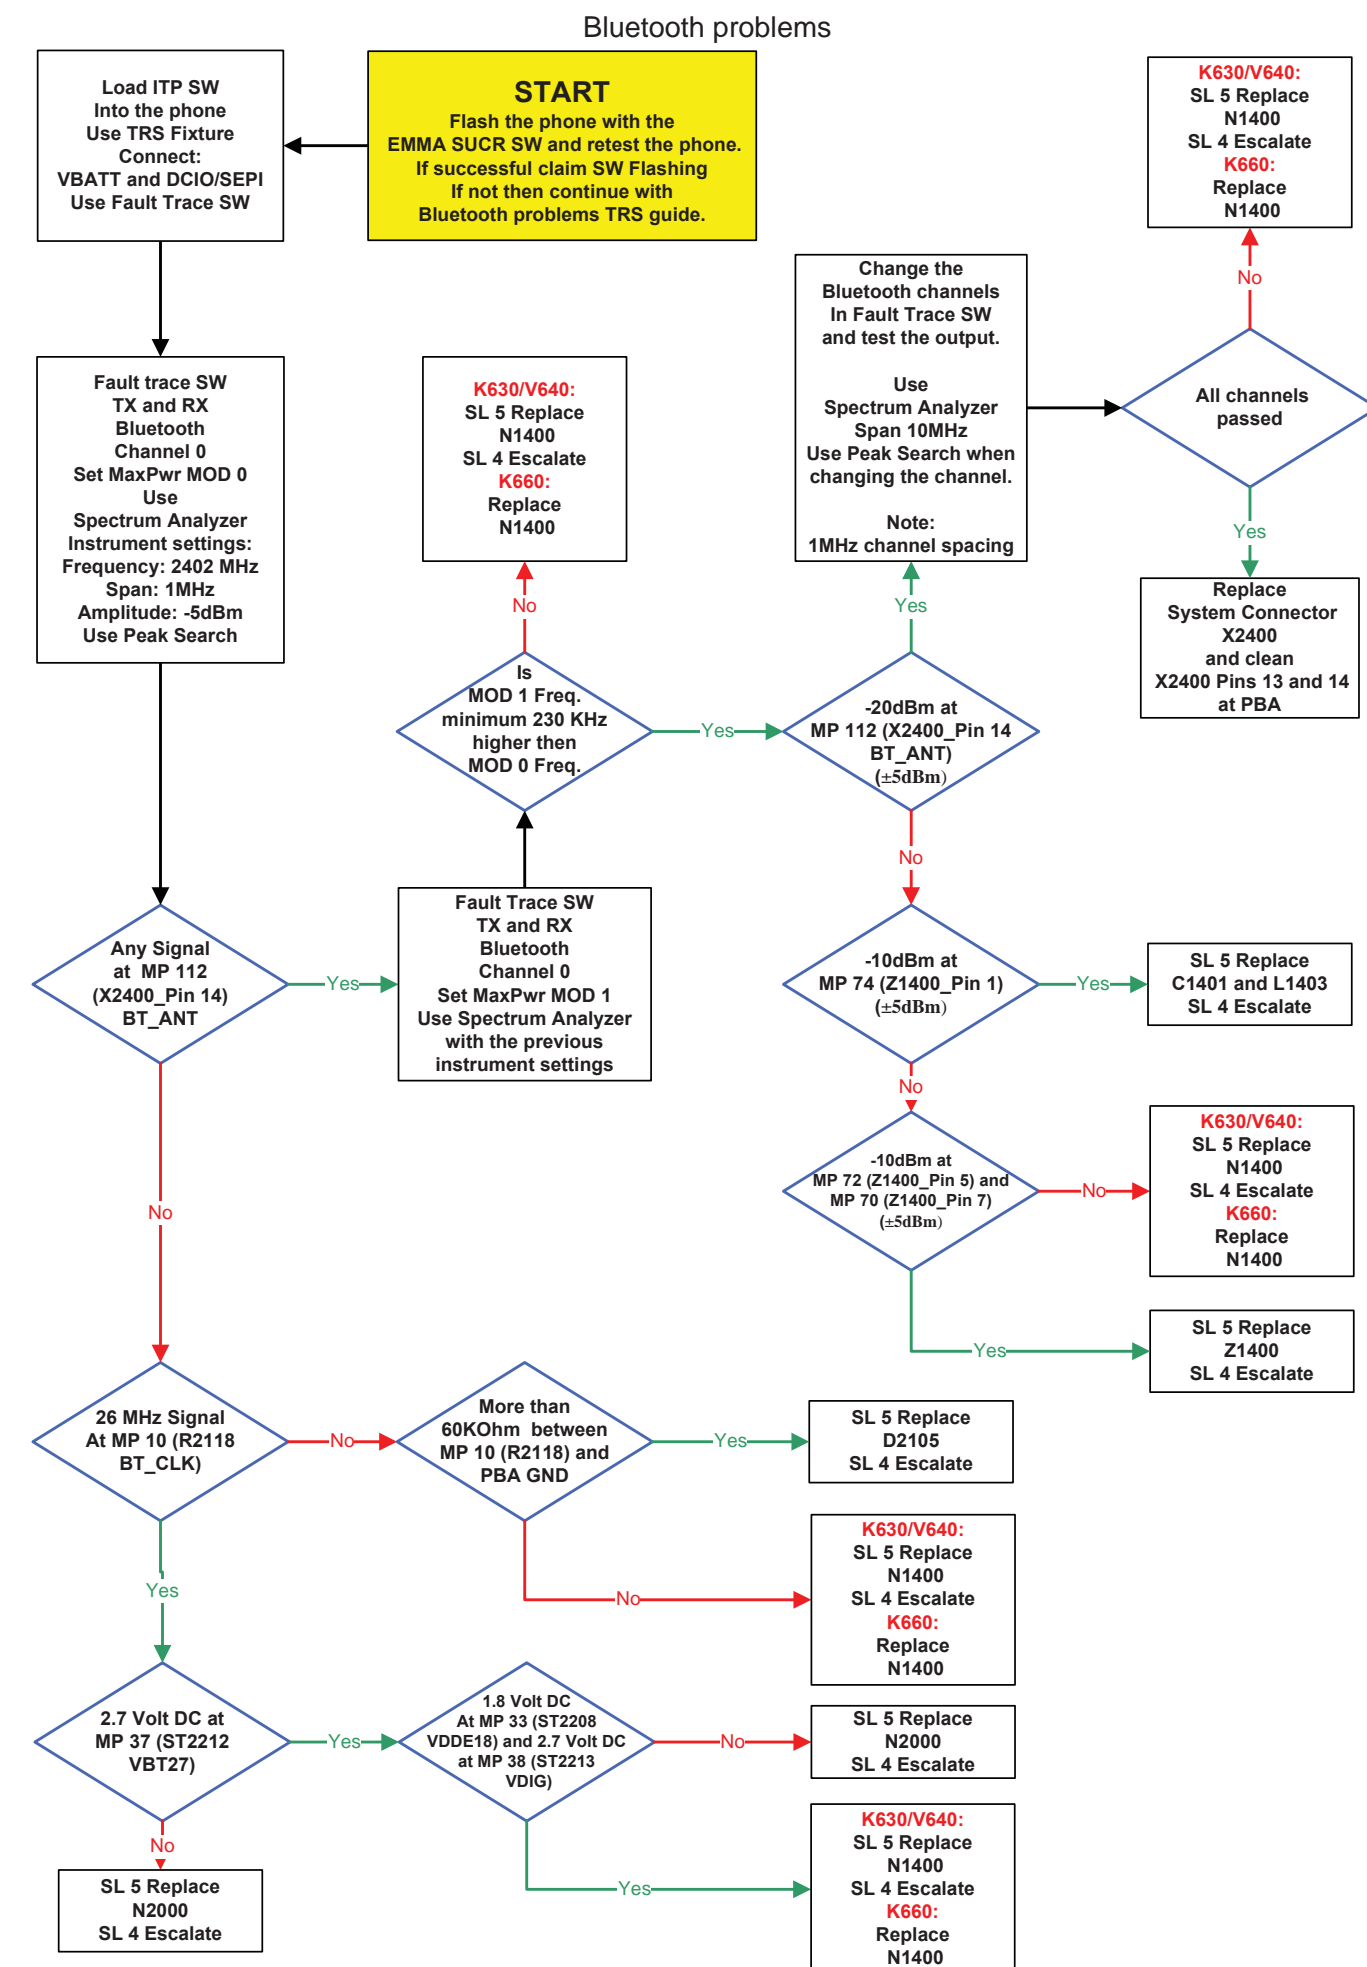 Bluetooth problems
START
Flash the phone with the
EMMA SUCR SW and retest the phone.
If successful claim SW Flashing
If not then continue with
Bluetooth problems TRS guide.
Load ITP SW
Into the phone
Use TRS Fixture
Connect:
VBATT and DCIO/SEPI
Use Fault Trace SW
Fault trace SW
TX and RX
Bluetooth
Channel 0
Set MaxPwr MOD 0
Use
Spectrum Analyzer
Instrument settings:
Frequency: 2402 MHz
Span: 1MHz
Amplitude: -5dBm
Use Peak Search
Any Signal
at MP 112
(X2400_Pin 14)
BT_ANT
Yes
Fault Trace SW
TX and RX
Bluetooth
Channel 0
Set MaxPwr MOD 1
Use Spectrum Analyzer
with the previous
instrument settings
Is
MOD 1 Freq.
minimum 230 KHz
higher then
MOD 0 Freq.
No
K630/V640:
SL 5 Replace
N1400
SL 4 Escalate
K660:
Replace
N1400
Yes
-20dBm at
MP 112 (X2400_Pin 14
BT_ANT)
(±5dBm)
Yes
Change the
Bluetooth channels
In Fault Trace SW
and test the output.
Use
Spectrum Analyzer
Span 10MHz
Use Peak Search when
changing the channel.
Note:
1MHz channel spacing
All channels
passed
No
K630/V640:
SL 5 Replace
N1400
SL 4 Escalate
K660:
Replace
N1400
Yes
Replace
System Connector
X2400
and clean
X2400 Pins 13 and 14
at PBA
No
-10dBm at
MP 74 (Z1400_Pin 1)
(±5dBm)
Yes
SL 5 Replace
C1401 and L1403
SL 4 Escalate
No
-10dBm at
MP 72 (Z1400_Pin 5) and
MP 70 (Z1400_Pin 7)
(±5dBm)
No
K630/V640:
SL 5 Replace
N1400
SL 4 Escalate
K660:
Replace
N1400
Yes
SL 5 Replace
Z1400
SL 4 Escalate
No
26 MHz Signal
At MP 10 (R2118
BT_CLK)
No
More than
60KOhm between
MP 10 (R2118) and
PBA GND
Yes
SL 5 Replace
D2105
SL 4 Escalate
No
K630/V640:
SL 5 Replace
N1400
SL 4 Escalate
K660:
Replace
N1400
Yes
2.7 Volt DC at
MP 37 (ST2212
VBT27)
Yes
1.8 Volt DC
At MP 33 (ST2208
VDDE18) and 2.7 Volt DC
at MP 38 (ST2213
VDIG)
No
SL 5 Replace
N2000
SL 4 Escalate
Yes
K630/V640:
SL 5 Replace
N1400
SL 4 Escalate
K660:
Replace
N1400
No
SL 5 Replace
N2000
SL 4 Escalate